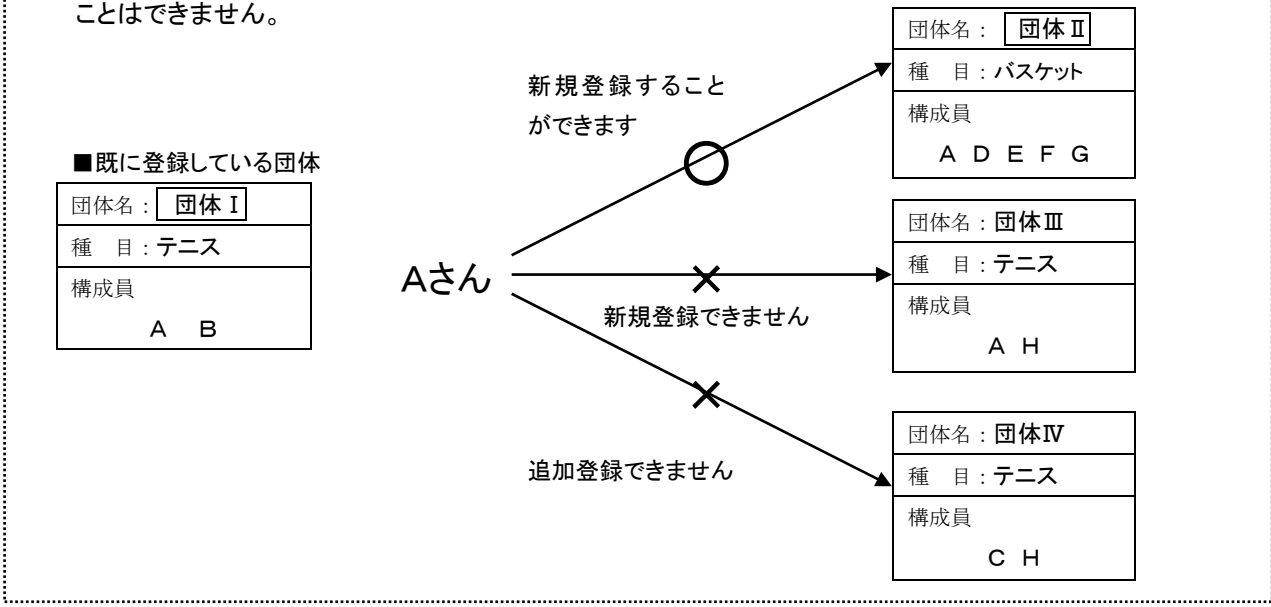 ことはできません。
■既に登録している団体
団体名：団体Ⅰ
種　目：テニス
構成員
Ａ　Ｂ
Ａさん
新規登録すること
ができます
新規登録できません
追加登録できません
団体名：団体Ⅱ
種　目：バスケット
構成員
Ａ Ｄ Ｅ Ｆ Ｇ
団体名：団体Ⅲ
種　目：テニス
構成員
Ａ Ｈ
団体名：団体Ⅳ
種　目：テニス
構成員
Ｃ Ｈ